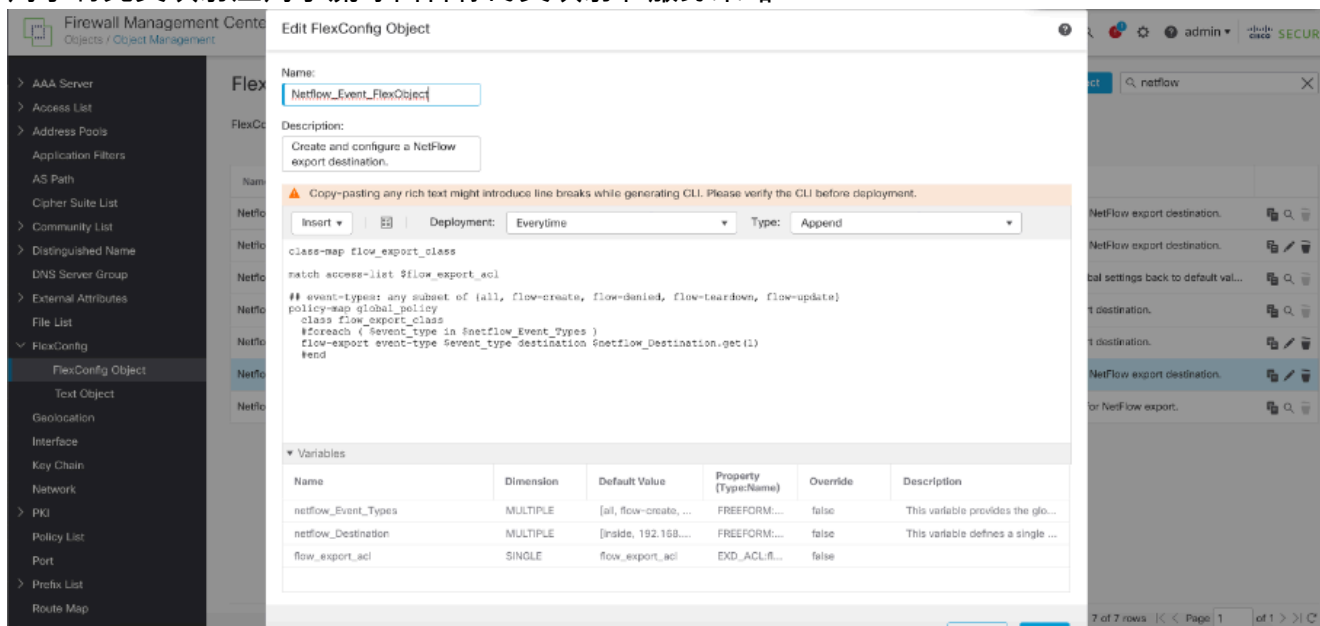 Firewall Management Cente
Objects / Object Management
admin
cisco SECUR
AAA Server
Access List
Address Pools
Application Filters
AS Path
Cipher Suite List
Community List
Distinguished Name
DNS Server Group
External Attributes
File List
FlexConfig
FlexConfig Object
Text Object
Geolocation
Interface
Key Chain
Network
PKI
Policy List
Port
Prefix List
Route Map
Edit FlexConfig Object
Name:
Netflow_Event_FlexObject
Description:
Create and configure a NetFlow
export destination.
Copy-pasting any rich text might introduce line breaks while generating CLI. Please verify the CLI before deployment.
Insert
Deployment: Everytime
Type: Append
class-map flow_export_class
match access-list $flow_export_acl
## event-types: any subset of {all, flow-create, flow-denied, flow-teardown, flow-update}
policy-map global_policy
class flow_export_class
#foreach ( $event_type in $netflow_Event_Types )
flow-export event-type $event_type destination $netflow_Destination.get(1)
#end
Variables
Name Dimension Default Value Property (Type:Name) Override Description
netflow_Event_Types MULTIPLE [all, flow-create, ... FREEFORM:... false This variable provides the glo...
netflow_Destination MULTIPLE [inside, 192.168.... FREEFORM:... false This variable defines a single ...
flow_export_acl SINGLE flow_export_acl EXD_ACL:fl... false
netflow
NetFlow export destination.
NetFlow export destination.
bal settings back to default val...
t destination.
t destination.
NetFlow export destination.
or NetFlow export.
7 of 7 rows Page 1 of 1